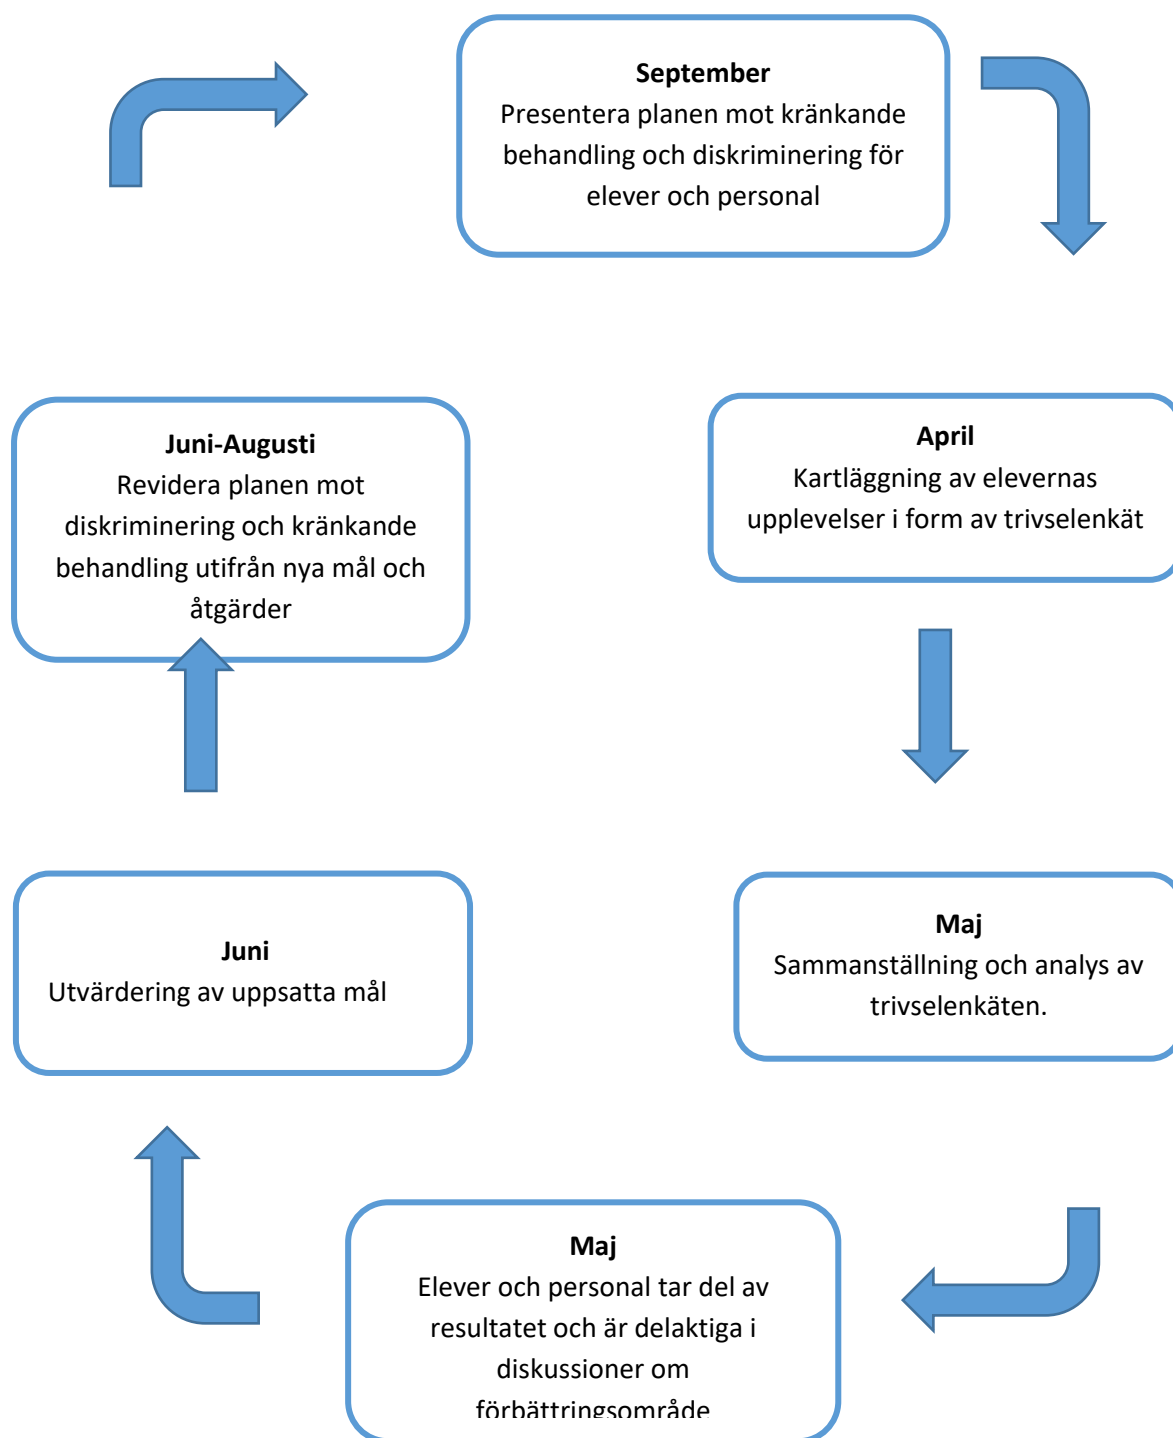 September
Presentera planen mot kränkande
behandling och diskriminering för
elever och personal
Juni-Augusti
Revidera planen mot
diskriminering och kränkande
behandling utifrån nya mål och
åtgärder
April
Kartläggning av elevernas
upplevelser i form av trivselenkät
Juni
Utvärdering av uppsatta mål
Maj
Sammanställning och analys av
trivselenkäten.
Maj
Elever och personal tar del av
resultatet och är delaktiga i
diskussioner om
förbättringsområde